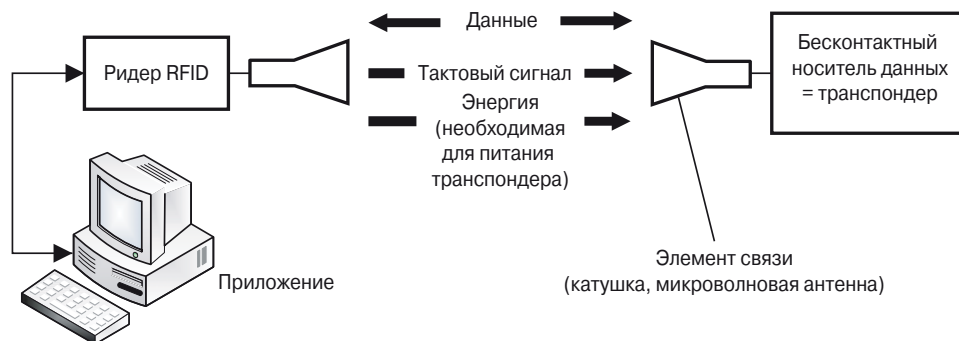 Данные
Ридер RFID
Тактовый сигнал
Энергия
(необходимая
для питания
транспондера)
Бесконтактный
носитель данных
= транспондер
Приложение
Элемент связи
(катушка, микроволновая антенна)